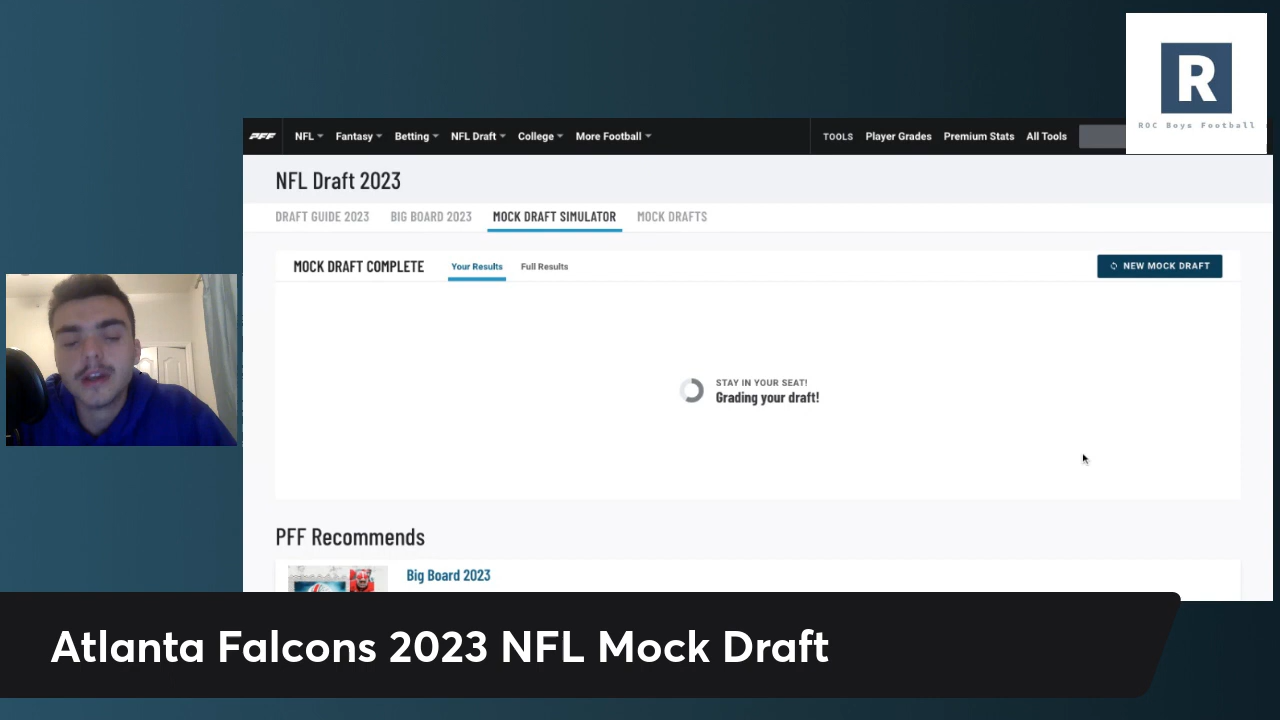 R
ROC Boys Football
PFF NFL Fantasy Betting NFL Draft College More Football TOOLS Player Grades Premium Stats All Tools
NFL Draft 2023
DRAFT GUIDE 2023 BIG BOARD 2023 MOCK DRAFT SIMULATOR MOCK DRAFTS
MOCK DRAFT COMPLETE Your Results Full Results NEW MOCK DRAFT
STAY IN YOUR SEAT!
Grading your draft!
PFF Recommends
Big Board 2023
Atlanta Falcons 2023 NFL Mock Draft